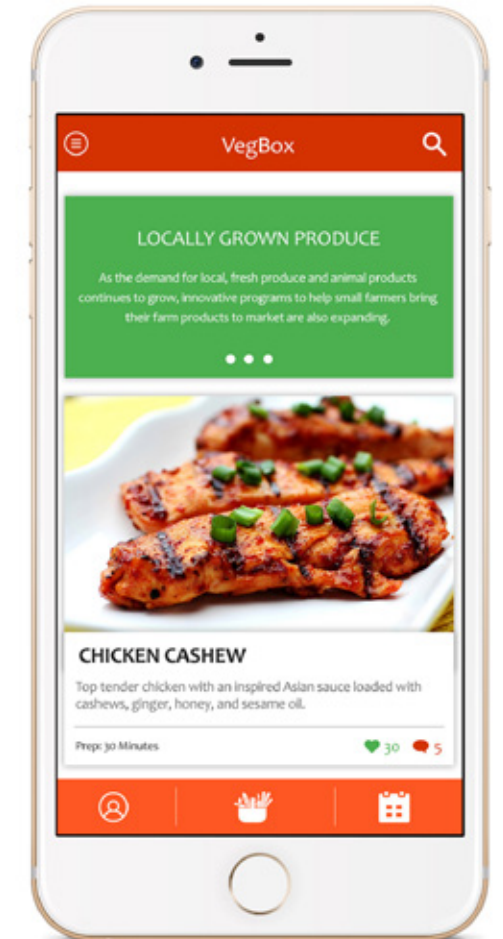 VegBox
LOCALLY GROWN PRODUCE
As the demand for local, fresh produce and animal products
continues to grow, innovative programs to help small farmers bring
their farm products to market are also expanding.
CHICKEN CASHEW
Top tender chicken with an inspired Asian sauce loaded with
cashews, ginger, honey, and sesame oil.
Prep: 30 Minutes 30 5